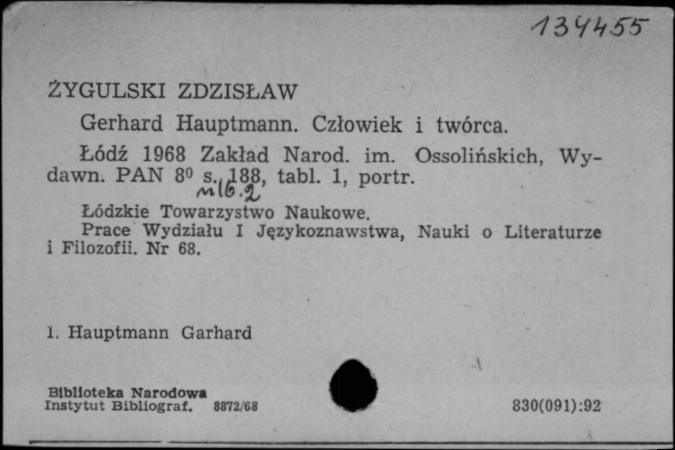 134455
ŻYGULSKI ZDZISŁAW
Gerhard Hauptmann. Człowiek i twórca.
Łódź 1968 Zakład Narod. im. Ossolińskich, Wy-
dawn. PAN 8⁰ s. 188, tabl. 1, portr.
nlb. 2
Łódzkie Towarzystwo Naukowe.
Prace Wydziału I Językoznawstwa, Nauki o Literaturze
i Filozofii. Nr 68.
1. Hauptmann Garhard
Biblioteka Narodowa
Instytut Bibliograf. 8872/68
830(091):92